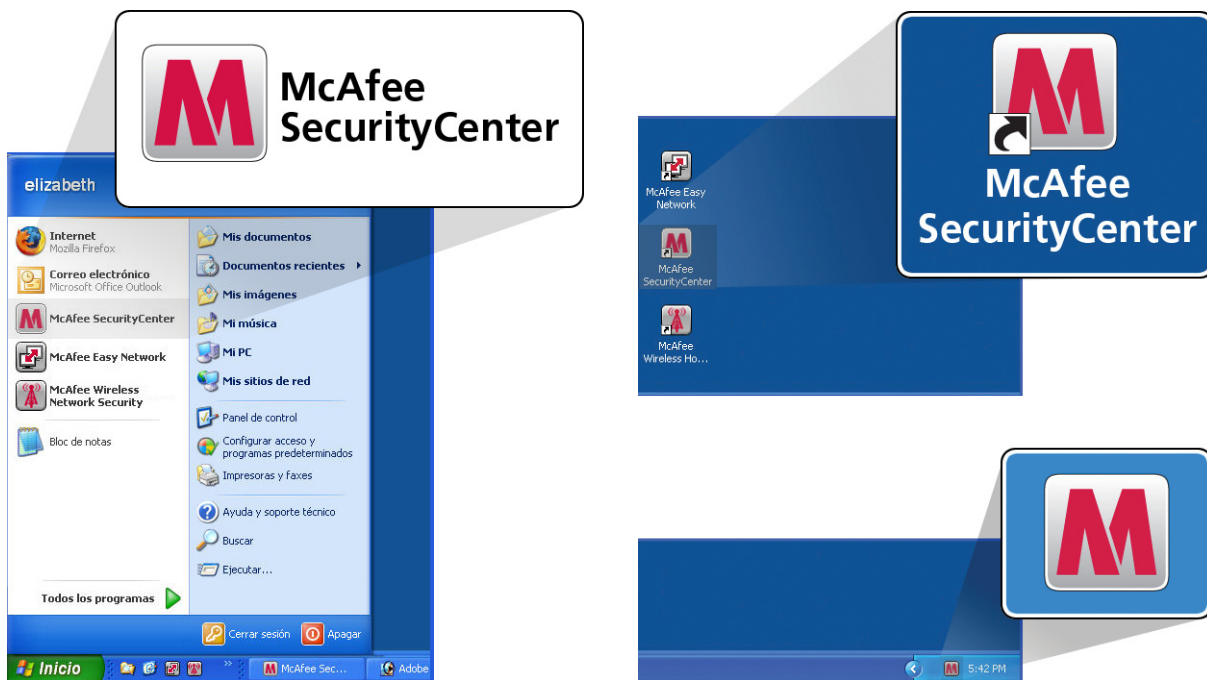 McAfee
SecurityCenter
elizabeth
Internet
Mozilla Firefox
Correo electrónico
Microsoft Office Outlook
McAfee SecurityCenter
McAfee Easy Network
McAfee Wireless
Network Security
Bloc de notas
Todos los programas
Mis documentos
Documentos recientes
Mis imágenes
Mi música
Mi PC
Mis sitios de red
Panel de control
Configurar acceso y
programas predeterminados
Impresoras y faxes
Ayuda y soporte técnico
Buscar
Ejecutar...
Cerrar sesión
Apagar
Inicio
McAfee Sec...
Adobe
McAfee
SecurityCenter
McAfee Easy
Network
McAfee
SecurityCenter
McAfee
Wireless Ho...
5:42 PM